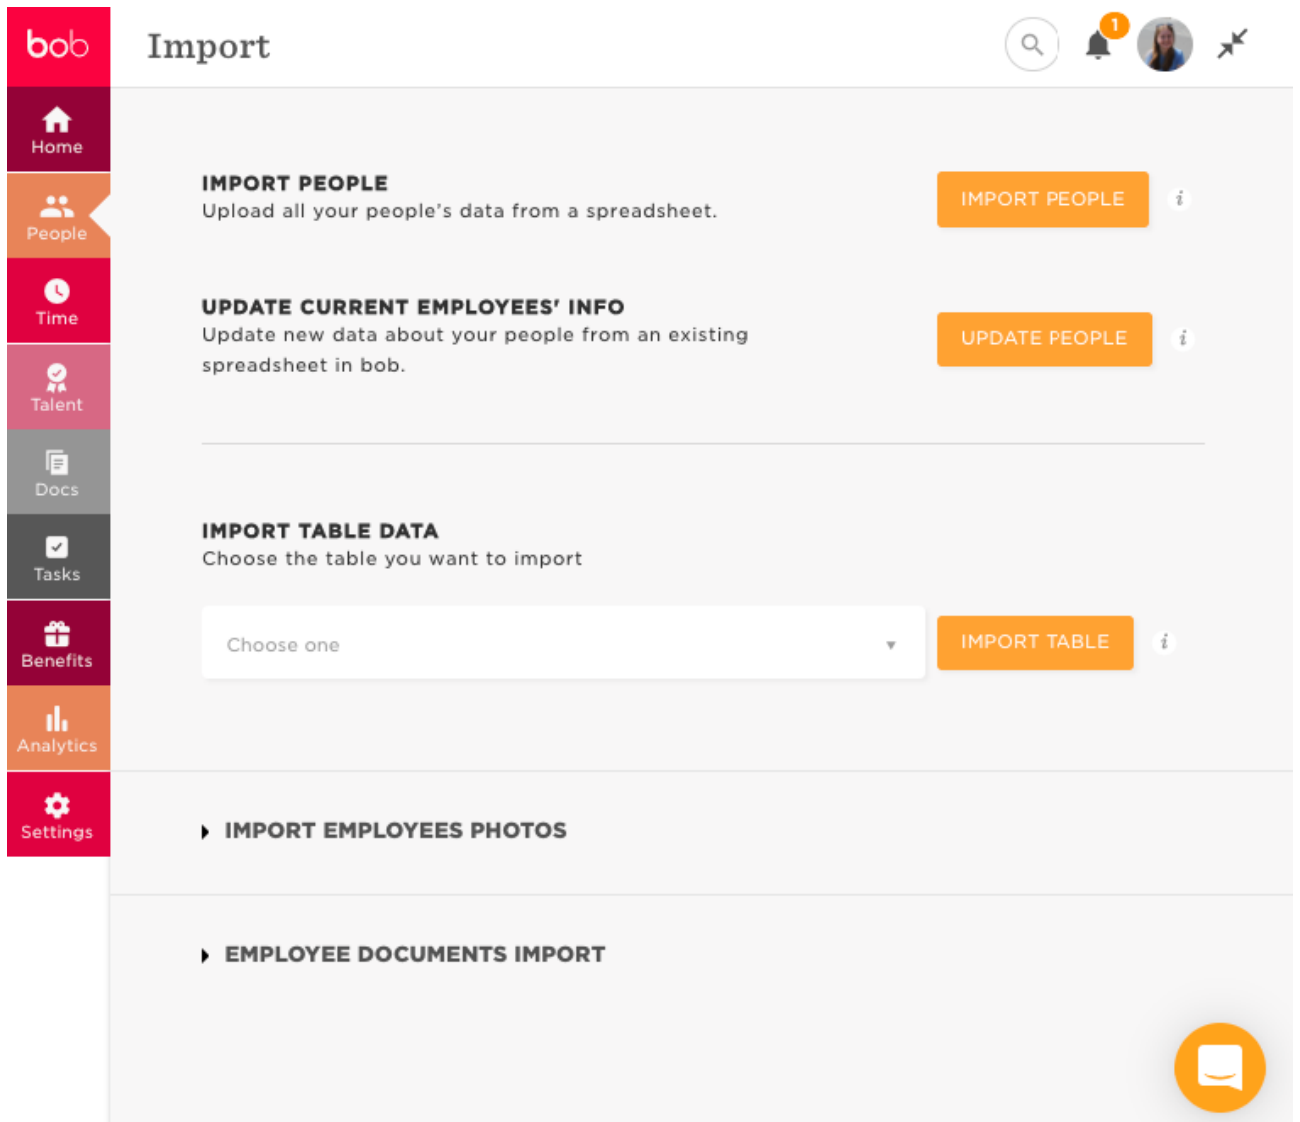 bob
Import
1
Home
People
Time
Talent
Docs
Tasks
Benefits
Analytics
Settings
IMPORT PEOPLE
Upload all your people's data from a spreadsheet.
IMPORT PEOPLE
i
UPDATE CURRENT EMPLOYEES' INFO
Update new data about your people from an existing
spreadsheet in bob.
UPDATE PEOPLE
i
IMPORT TABLE DATA
Choose the table you want to import
Choose one
IMPORT TABLE
i
IMPORT EMPLOYEES PHOTOS
EMPLOYEE DOCUMENTS IMPORT